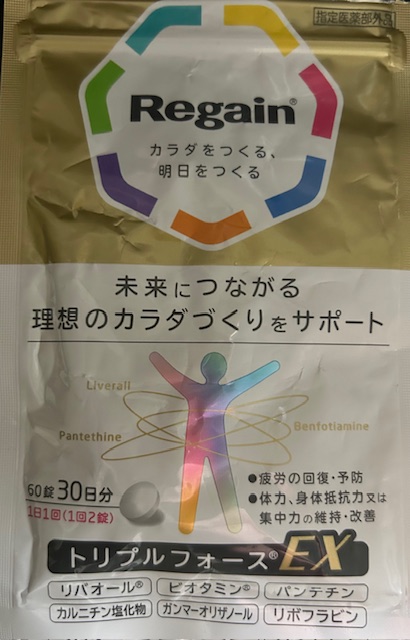 指定医薬部外品
Regain®
カラダをつくる、
明日をつくる
未来につながる
理想のカラダづくりをサポート
Liverall
Pantethine
Benfotiamine
60錠30日分
1日1回(1回2錠)
●疲労の回復・予防
●体力、身体抵抗力又は
集中力の維持・改善
トリプルフォース®EX
リバオール® ビオタミン® パンテチン
カルニチン塩化物 ガンマーオリザノール リボフラビン